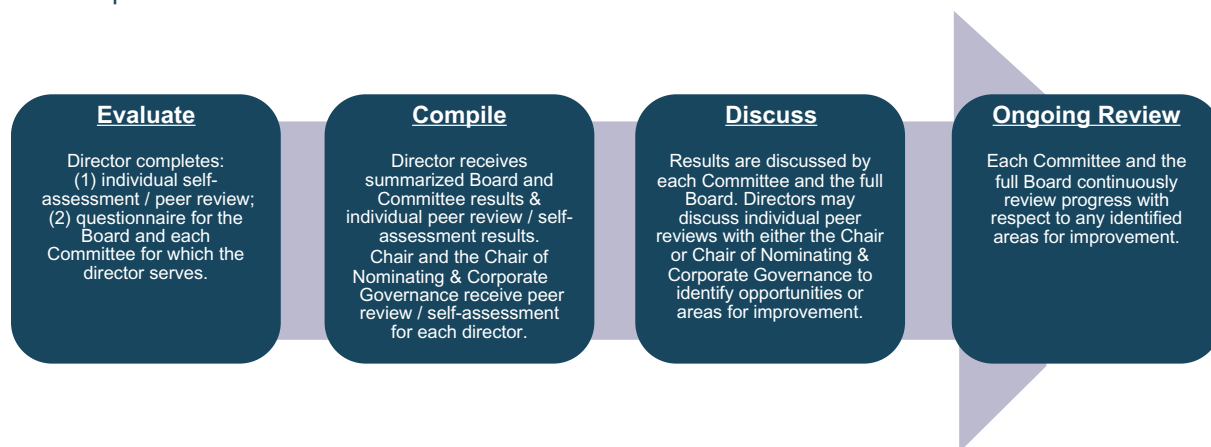 Evaluate
Director completes:
(1) individual self-
assessment / peer review;
(2) questionnaire for the
Board and each
Committee for which the
director serves.
Compile
Director receives
summarized Board and
Committee results &
individual peer review / self-
assessment results.
Chair and the Chair of
Nominating & Corporate
Governance receive peer
review / self-assessment
for each director.
Discuss
Results are discussed by
each Committee and the full
Board. Directors may
discuss individual peer
reviews with either the Chair
or Chair of Nominating &
Corporate Governance to
identify opportunities or
areas for improvement.
Ongoing Review
Each Committee and the
full Board continuously
review progress with
respect to any identified
areas for improvement.